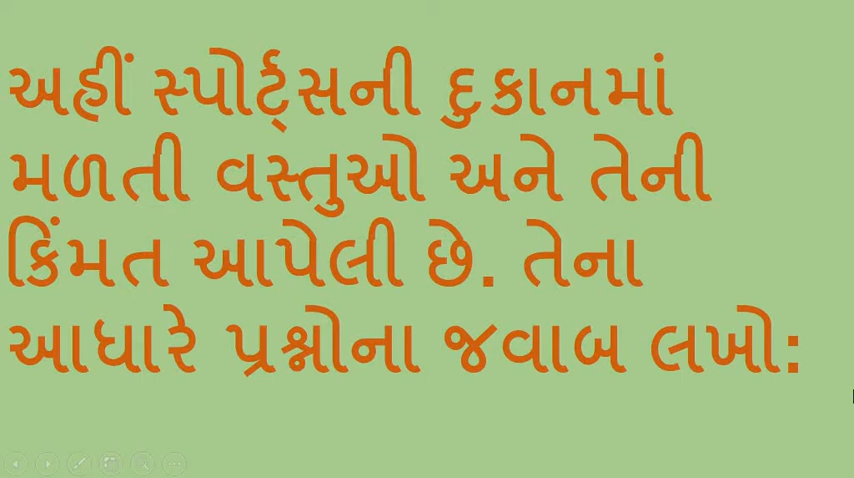 અહીં સ્પોર્ટ્સની દુકાનમાં
મળતી વસ્તુઓ અને તેની
કિંમત આપેલી છે. તેના
આધારે પ્રશ્નોના જવાબ લખો: